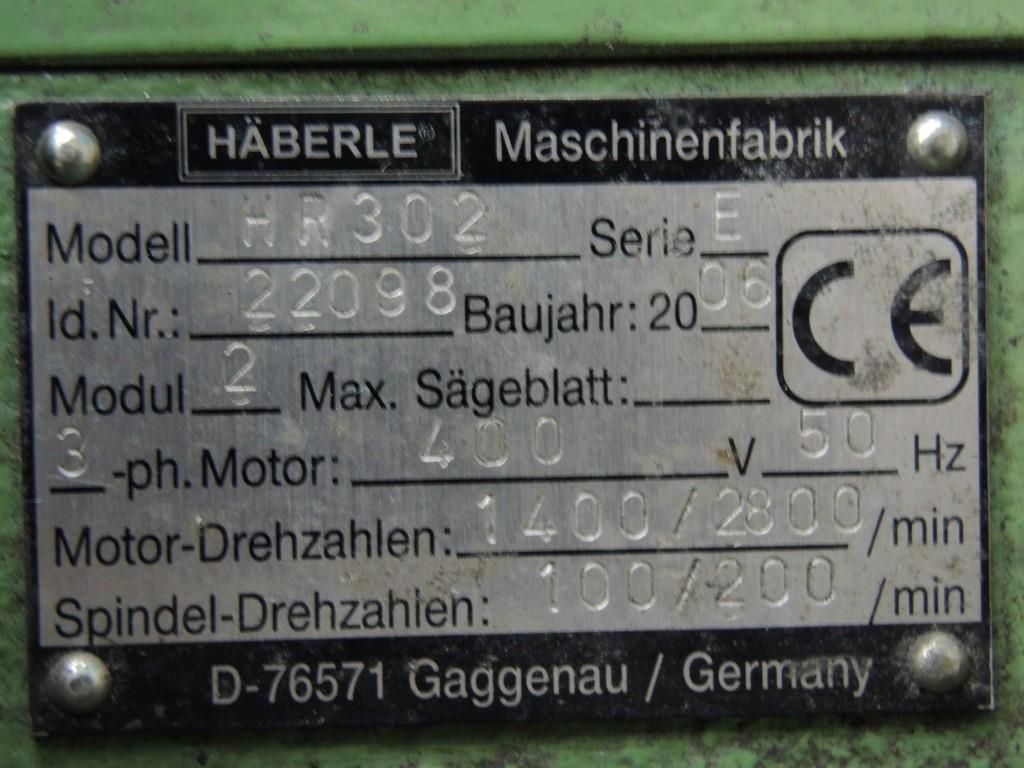 HÄBERLE® Maschinenfabrik
Modell HR302 Serie E
Id.Nr.: 22098 Baujahr: 2006
Modul 2 Max. Sägeblatt:
3-ph. Motor: 400 V 50 Hz
Motor-Drehzahlen: 1400/2800 /min
Spindel-Drehzahlen: 100/200 /min
D-76571 Gaggenau / Germany
CE